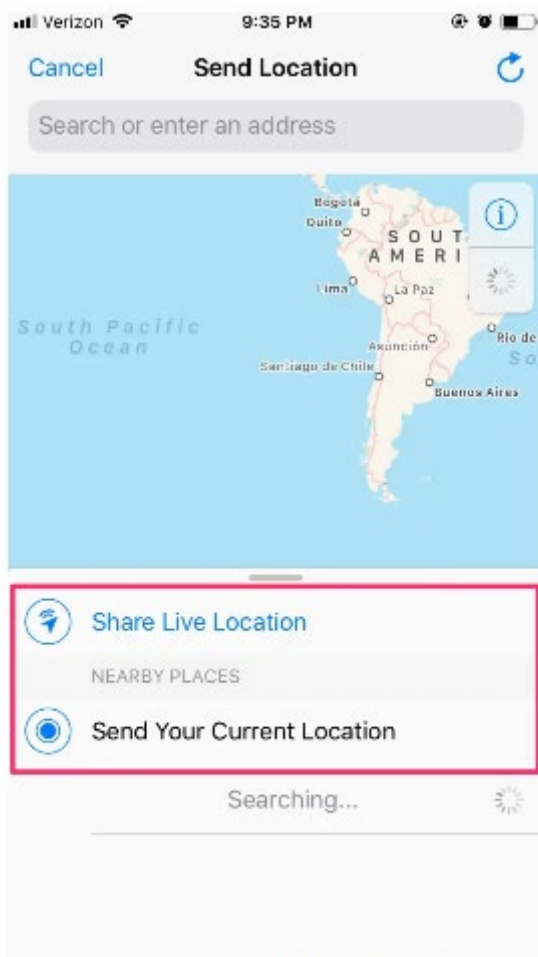 Verizon 9:35 PM
Cancel Send Location
Search or enter an address
Bogotá
Quito
SOUT
AMERI
Lima
La Paz
South Pacific
Ocean
Rio de
Asunción
So
Santiago de Chile
Buenos Aires
Share Live Location
NEARBY PLACES
Send Your Current Location
Searching...